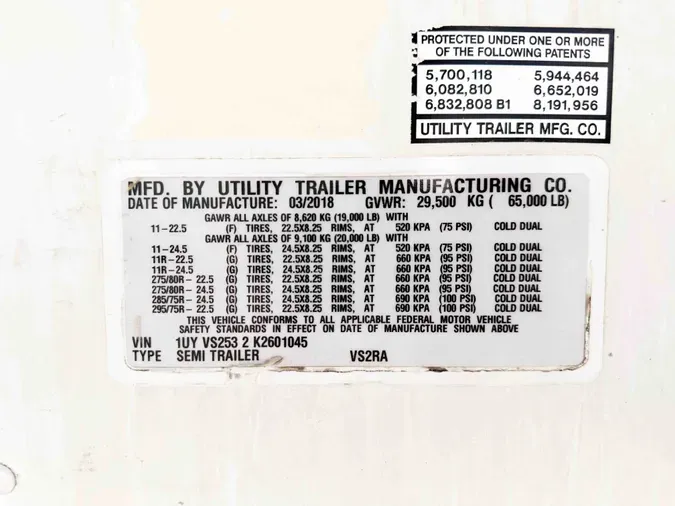 PROTECTED UNDER ONE OR MORE
OF THE FOLLOWING PATENTS
5,700,118 5,944,464
6,082,810 6,652,019
6,832,808 B1 8,191,956
UTILITY TRAILER MFG. CO.
MFD. BY UTILITY TRAILER MANUFACTURING CO.
DATE OF MANUFACTURE: 03/2018 GVWR: 29,500 KG ( 65,000 LB)
GAWR ALL AXLES OF 8,620 KG (19,000 LB) WITH
11-22.5 (F) TIRES, 22.5X8.25 RIMS, AT 520 KPA (75 PSI) COLD DUAL
GAWR ALL AXLES OF 9,100 KG (20,000 LB) WITH
11-24.5 (F) TIRES, 24.5X8.25 RIMS, AT 520 KPA (75 PSI) COLD DUAL
11R-22.5 (G) TIRES, 22.5X8.25 RIMS, AT 660 KPA (95 PSI) COLD DUAL
11R-24.5 (G) TIRES, 24.5X8.25 RIMS, AT 660 KPA (95 PSI) COLD DUAL
275/80R-22.5 (G) TIRES, 22.5X8.25 RIMS, AT 660 KPA (95 PSI) COLD DUAL
275/80R-24.5 (G) TIRES, 24.5X8.25 RIMS, AT 660 KPA (95 PSI) COLD DUAL
285/75R-24.5 (G) TIRES, 24.5X8.25 RIMS, AT 690 KPA (100 PSI) COLD DUAL
295/75R-22.5 (G) TIRES, 22.5X8.25 RIMS, AT 690 KPA (100 PSI) COLD DUAL
THIS VEHICLE CONFORMS TO ALL APPLICABLE FEDERAL MOTOR VEHICLE
SAFETY STANDARDS IN EFFECT ON DATE OF MANUFACTURE SHOWN ABOVE
VIN 1UY VS253 2 K2601045
TYPE SEMI TRAILER VS2RA